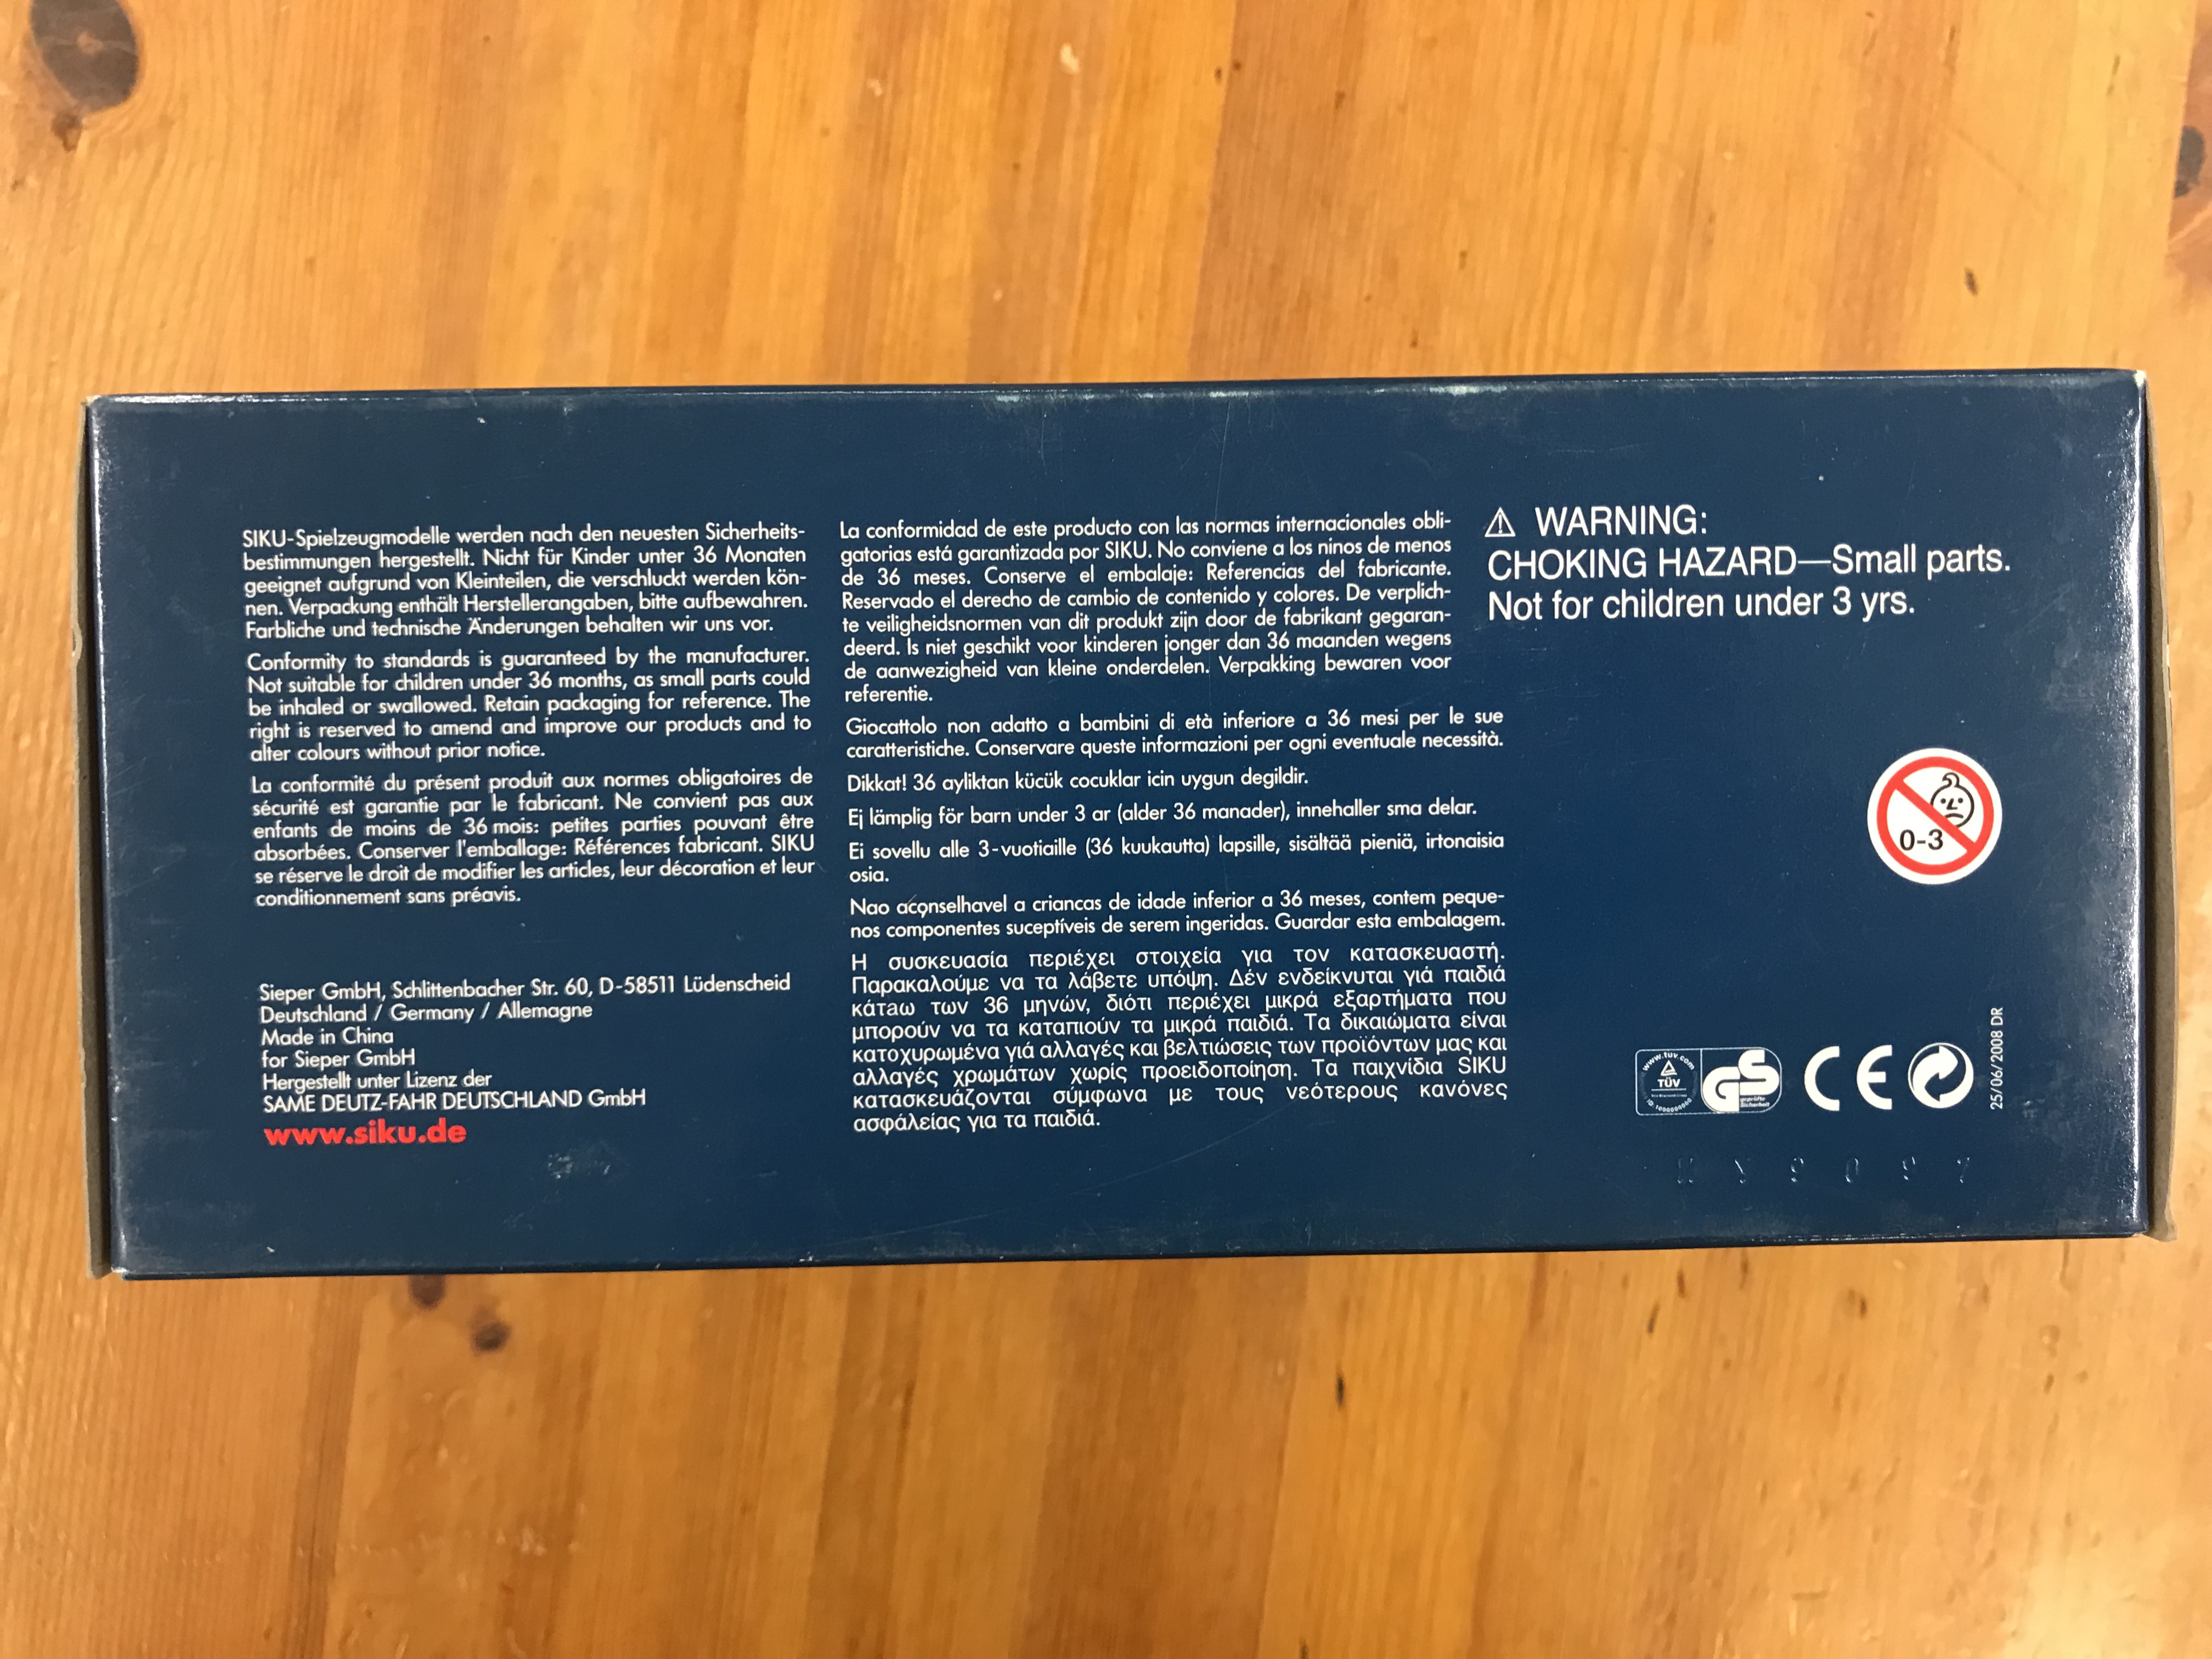 SIKU-Spielzeugmodelle werden nach den neuesten Sicherheits-
bestimmungen hergestellt. Nicht für Kinder unter 36 Monaten
geeignet aufgrund von Kleinteilen, die verschluckt werden kön-
nen. Verpackung enthält Herstellerangaben, bitte aufbewahren.
Farbliche und technische Änderungen behalten wir uns vor.
Conformity to standards is guaranteed by the manufacturer.
Not suitable for children under 36 months, as small parts could
be inhaled or swallowed. Retain packaging for reference. The
right is reserved to amend and improve our products and to
alter colours without prior notice.
La conformité du présent produit aux normes obligatoires de
sécurité est garantie par le fabricant. Ne convient pas aux
enfants de moins de 36 mois: petites parties pouvant être
absorbées. Conserver l'emballage: Références fabricant. SIKU
se réserve le droit de modifier les articles, leur décoration et leur
conditionnement sans préavis.
Sieper GmbH, Schlittenbacher Str. 60, D-58511 Lüdenscheid
Deutschland / Germany / Allemagne
Made in China
for Sieper GmbH
Hergestellt unter Lizenz der
SAME DEUTZ-FAHR DEUTSCHLAND GmbH
www.siku.de
La conformidad de este producto con las normas internacionales obli-
gatorias está garantizada por SIKU. No conviene a los ninos de menos
de 36 meses. Conserve el embalaje: Referencias del fabricante.
Reservado el derecho de cambio de contenido y colores. De verplich-
te veiligheidsnormen van dit produkt zijn door de fabrikant gegaran-
deerd. Is niet geschikt voor kinderen jonger dan 36 maanden wegens
de aanwezigheid van kleine onderdelen. Verpakking bewaren voor
referentie.
Giocattolo non adatto a bambini di età inferiore a 36 mesi per le sue
caratteristiche. Conservare queste informazioni per ogni eventuale necessità.
Dikkat! 36 ayliktan kücük cocuklar icin uygun degildir.
Ej lämplig för barn under 3 ar (alder 36 manader), innehaller sma delar.
Ei sovellu alle 3-vuotiaille (36 kuukautta) lapsille, sisältää pieniä, irtonaisia
osia.
Nao aconselhavel a criancas de idade inferior a 36 meses, contem peque-
nos componentes suceptíveis de serem ingeridas. Guardar esta embalagem.
Η συσκευασία περιέχει στοιχεία για τον κατασκευαστή.
Παρακαλούμε να τα λάβετε υπόψη. Δέν ενδείκνυται γιά παιδιά
κάταω των 36 μηνών, διότι περιέχει μικρά εξαρτήματα που
μπορούν να τα καταπιούν τα μικρά παιδιά. Τα δικαιώματα είναι
κατοχυρωμένα γιά αλλαγές και βελτιώσεις των προϊόντων μας και
αλλαγές χρωμάτων χωρίς προειδοποίηση. Τα παιχνίδια SIKU
κατασκευάζονται σύμφωνα με τους νεότερους κανόνες
ασφάλείας για τα παιδιά.
WARNING:
CHOKING HAZARD—Small parts.
Not for children under 3 yrs.
0-3
www.tuv.com
TÜV
GS
geprüfte
Sicherheit
CE
25/06/2008 DR